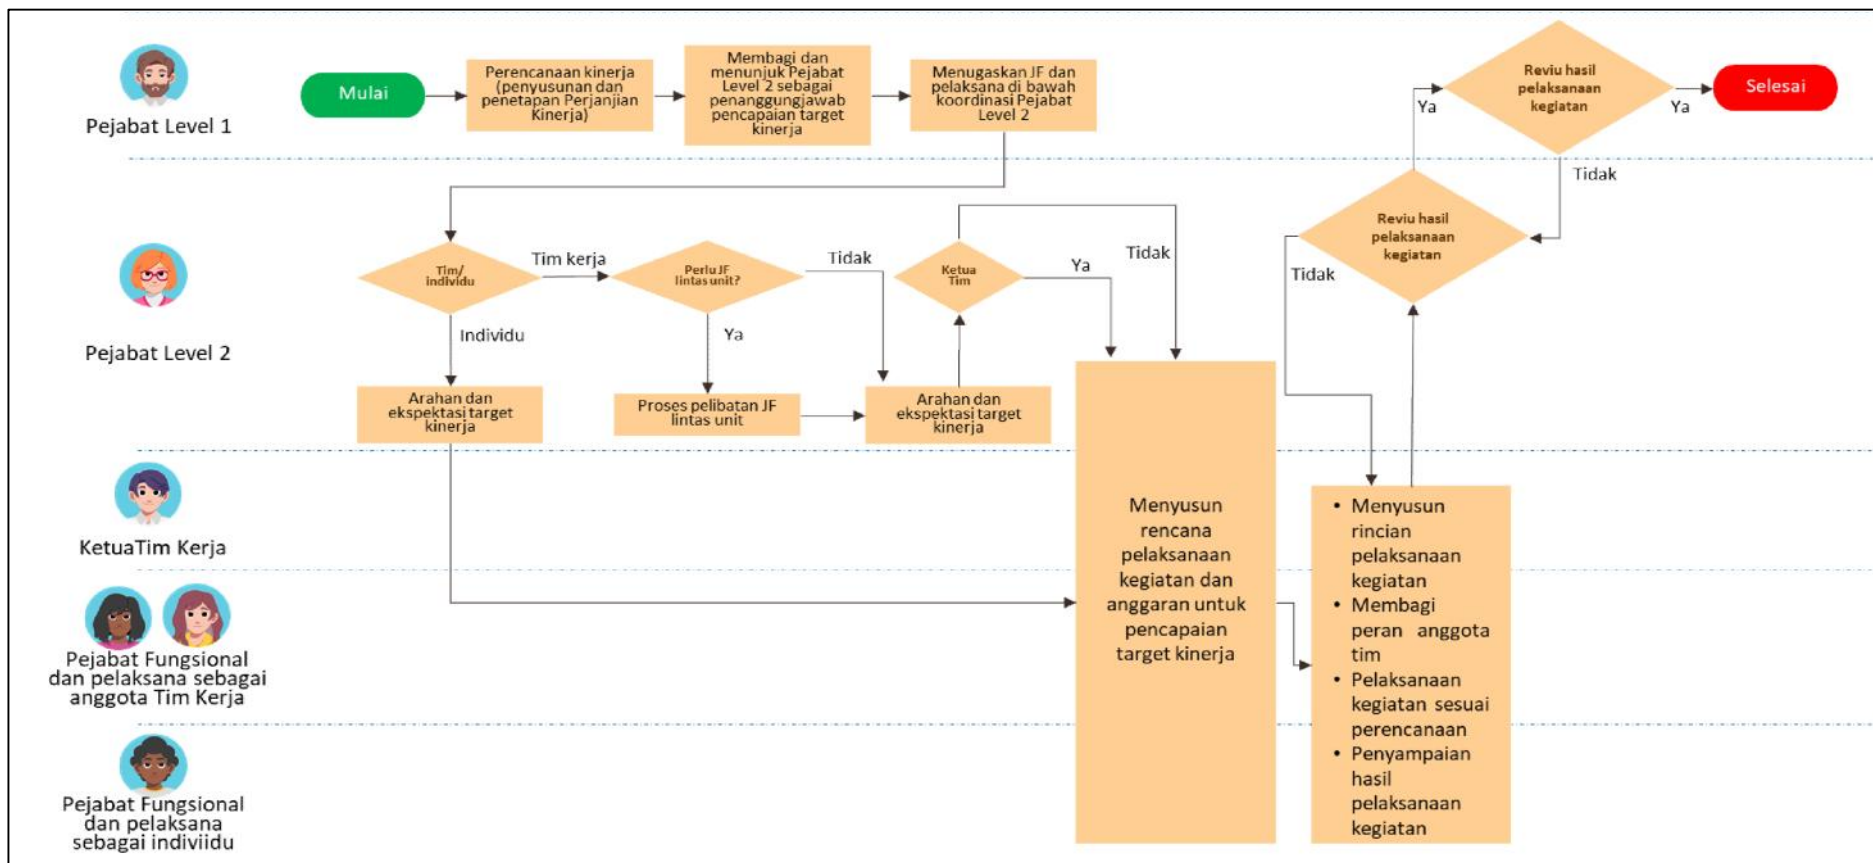 Pejabat Level 1
Mulai
Perencanaan kinerja
(penyusunan dan
penetapan Perjanjian
Kinerja)
Membagi dan
menunjuk Pejabat
Level 2 sebagai
penanggungjawab
pencapaian target
kinerja
Menugaskan JF dan
pelaksana di bawah
koordinasi Pejabat
Level 2
Reviu hasil
pelaksanaan
kegiatan
Ya
Ya
Selesai
Tidak
Pejabat Level 2
Tim/
individu
Tim kerja
Individu
Perlu JF
lintas unit?
Tidak
Ya
Ketua
Tim
Ya
Tidak
Reviu hasil
pelaksanaan
kegiatan
Tidak
Arahan dan
ekspektasi target
kinerja
Proses pelibatan JF
lintas unit
Arahan dan
ekspektasi target
kinerja
KetuaTim Kerja
Menyusun
rencana
pelaksanaan
kegiatan dan
anggaran untuk
pencapaian
target kinerja
• Menyusun
rincian
pelaksanaan
kegiatan
• Membagi
peran anggota
tim
• Pelaksanaan
kegiatan sesuai
perencanaan
• Penyampaian
hasil
pelaksanaan
kegiatan
Pejabat Fungsional
dan pelaksana sebagai
anggota Tim Kerja
Pejabat Fungsional
dan pelaksana
sebagai indiviidu